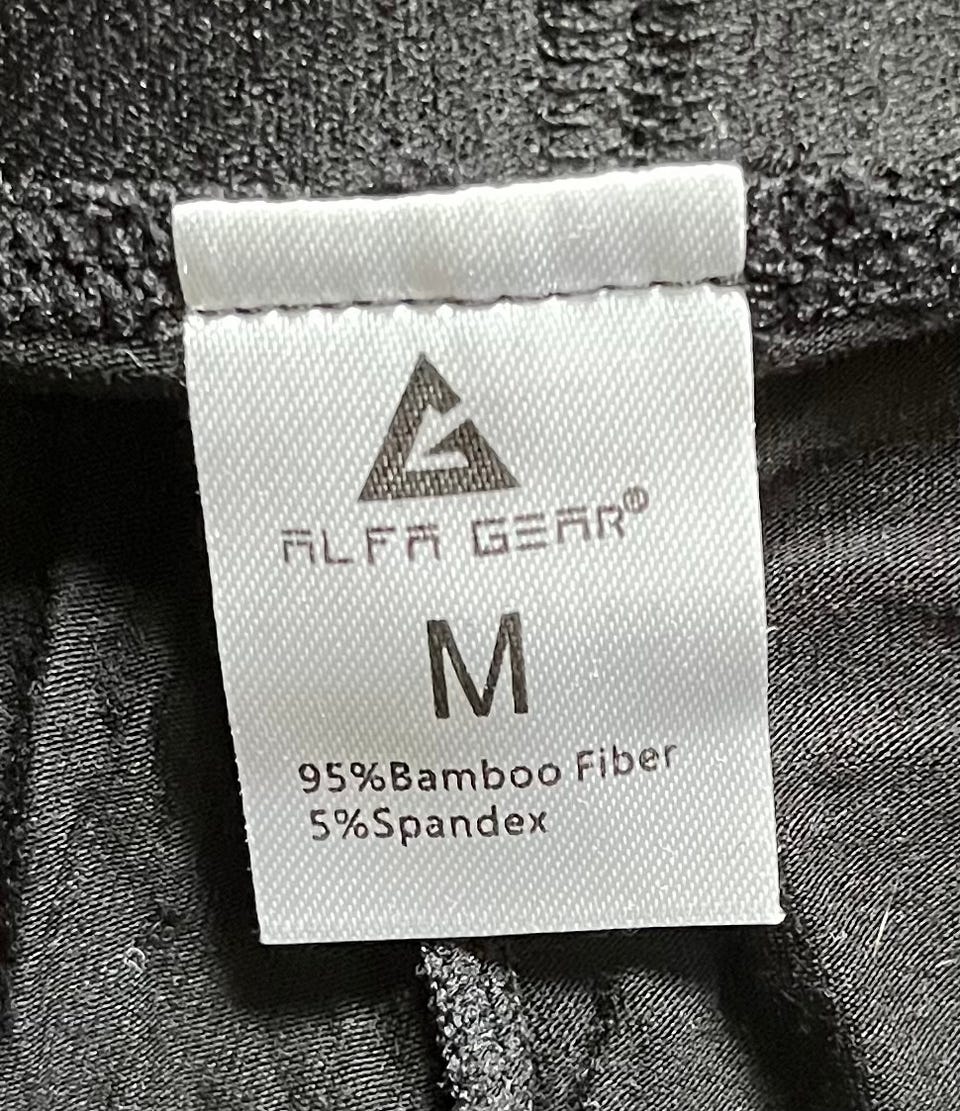 ALFA GEAR®
M
95%Bamboo Fiber
5%Spandex